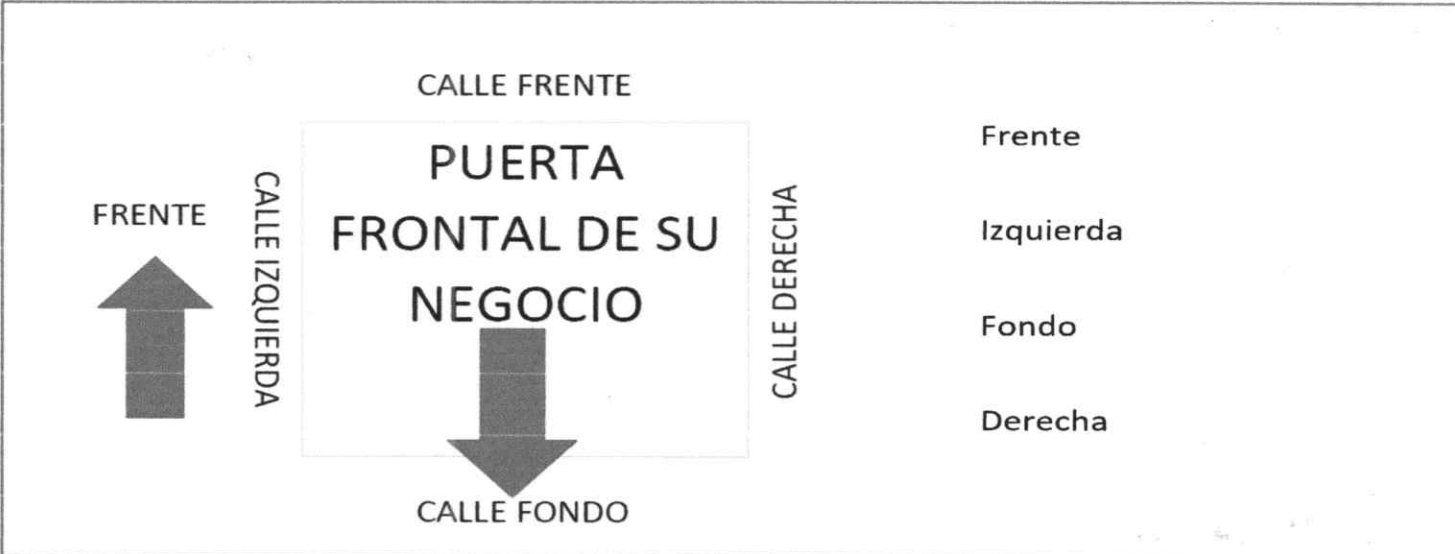 CALLE FRENTE
FRENTE
CALLE IZQUIERDA
PUERTA
FRONTAL DE SU
NEGOCIO
CALLE DERECHA
CALLE FONDO
Frente
Izquierda
Fondo
Derecha